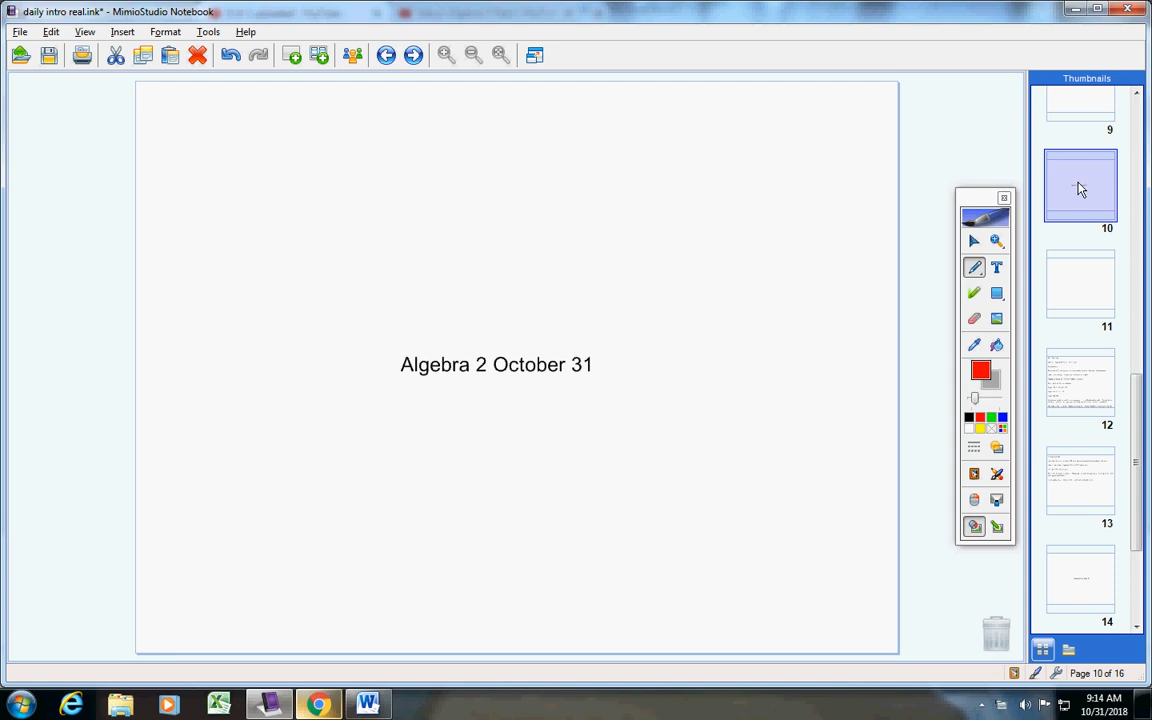 daily intro real.ink* - MimioStudio Notebook
File Edit View Insert Format Tools Help
Thumbnails
9
10
11
12
13
14
Algebra 2 October 31
Page 10 of 16
9:14 AM
10/31/2018